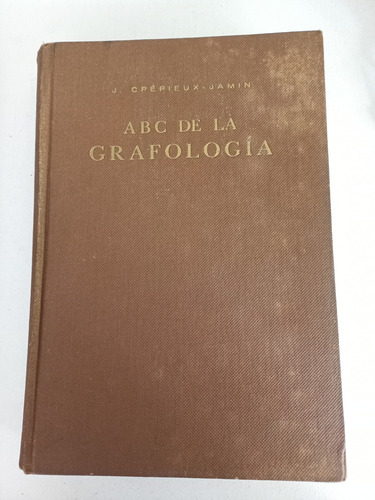 J. CRÉPIEUX-JAMIN
ABC DE LA
GRAFOLOGÍA